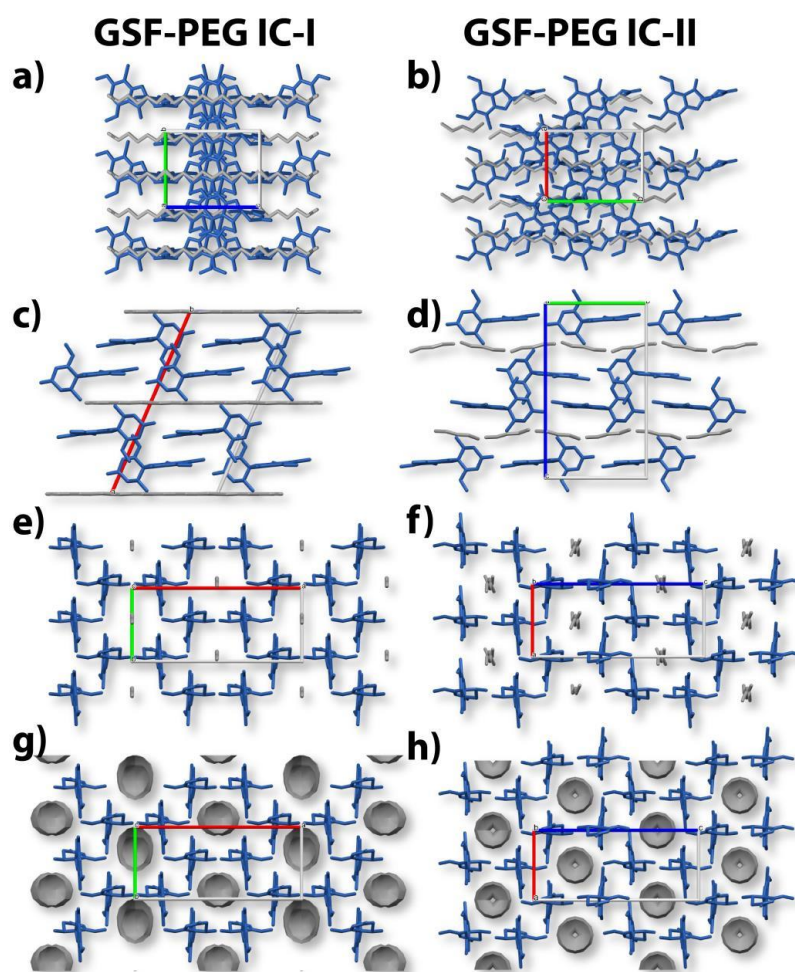 GSF-PEG IC-I GSF-PEG IC-II
a) b)
c) d)
e) f)
g) h)